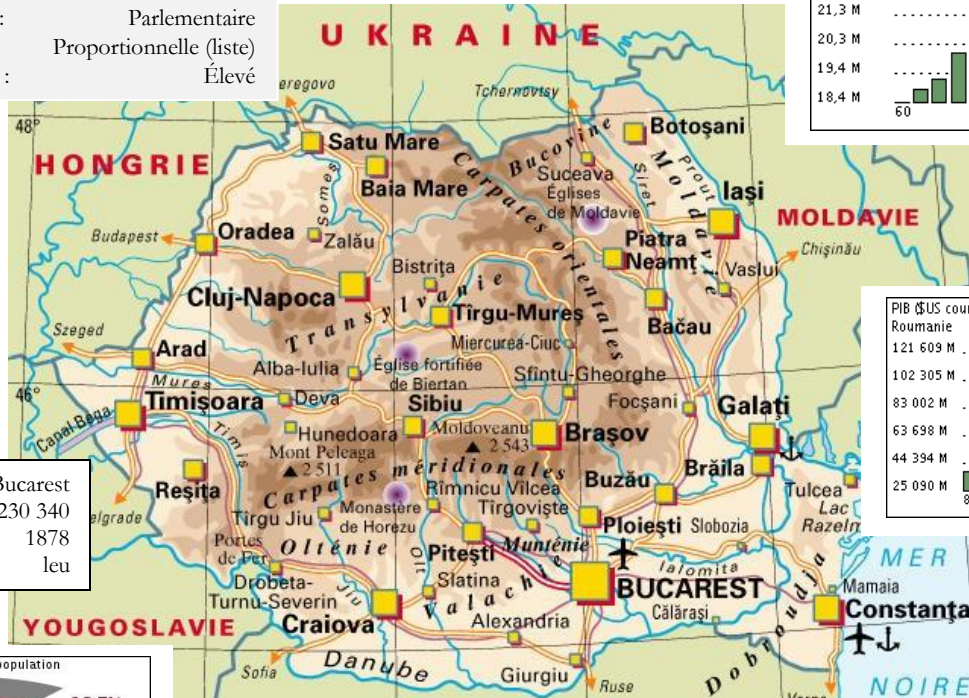 : Parlementaire
Proportionnelle (liste)
: Élevé
21,3 M
20,3 M
19,4 M
18,4 M
60
UKRAINE
Tchernovtsy
48°
HONGRIE
Satu Mare
Baia Mare
Somes
Carpates orientales
Bucovine
Suceava
Églises
de Moldavie
Botoşani
Siret
Moldavie
Prout
Iaşi
MOLDAVIE
Chişinău
Budapest
Oradea
Zalău
Bistriţa
Piatra
Neamţ
Vaslui
Cluj-Napoca
Transylvanie
Tîrgu-Mureş
Bačau
Miercurea-Ciuc
Szeged
Arad
Alba-Iulia
Église fortifiée
de Biertan
Sfîntu-Gheorghe
46°
Mures
Timişoara
Deva
Sibiu
Focşani
Galaţi
Canal Bega
Timiş
Hunedoara
Mont Peleaga
2 511
Moldoveanu
2 543
Braşov
Carpates méridionales
Reşiţa
Buzău
Brăila
Tulcea
Lac
Razelm
Bucarest
230 340
1878
leu
elgrade
Tîrgu Jiu
Monastère
de Horezu
Rîmnicu Vîlcea
Tîrgovişte
Ploieşti
Slobozia
Portes
de Fer
Olténie
Olt
Piteşti
Munténie
Ialomita
MER
Drobeta-
Turnu-Severin
Jiu
Slatina
BUCAREST
Mamaia
Craiova
Valachie
Alexandria
Călăraşi
Constanţa
YOUGOSLAVIE
Sofia
Danube
Giurgiu
Ruse
Dobroudja
NOIRE
PIB ($US cour
Roumanie
121 609 M
102 305 M
83 002 M
63 698 M
44 394 M
25 090 M
8
population